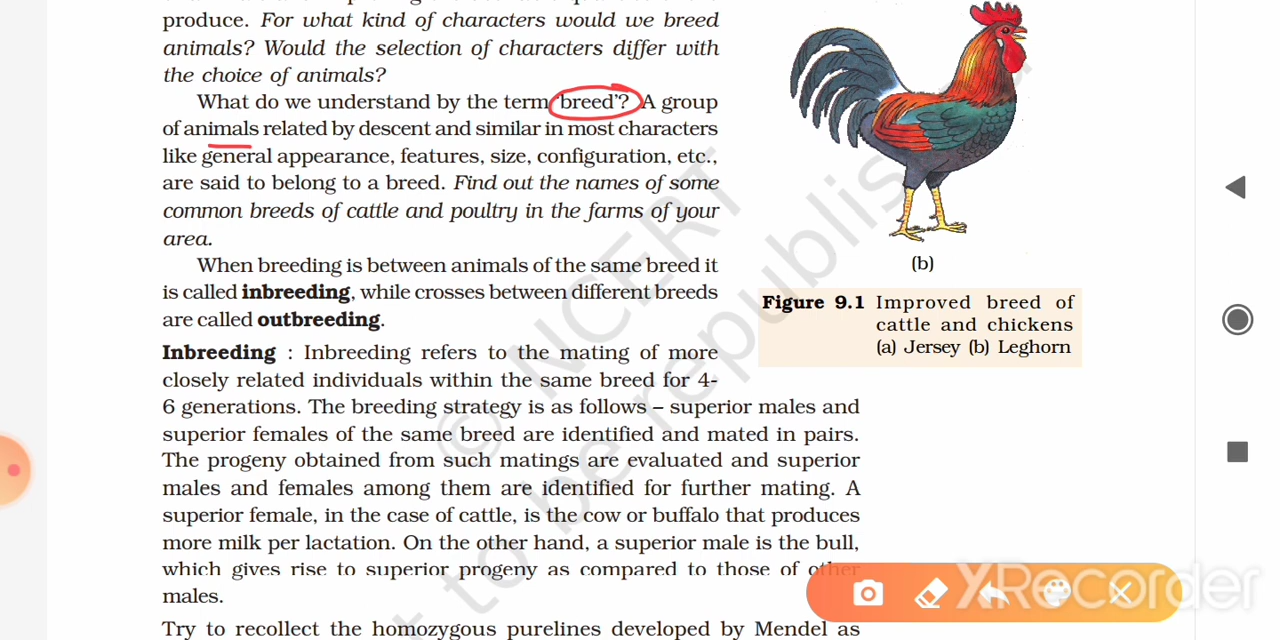 produce. For what kind of characters would we breed
animals? Would the selection of characters differ with
the choice of animals?
What do we understand by the term 'breed'? A group
of animals related by descent and similar in most characters
like general appearance, features, size, configuration, etc.,
are said to belong to a breed. Find out the names of some
common breeds of cattle and poultry in the farms of your
area.
When breeding is between animals of the same breed it
is called inbreeding, while crosses between different breeds
are called outbreeding.
Inbreeding : Inbreeding refers to the mating of more
closely related individuals within the same breed for 4-
6 generations. The breeding strategy is as follows – superior males and
superior females of the same breed are identified and mated in pairs.
The progeny obtained from such matings are evaluated and superior
males and females among them are identified for further mating. A
superior female, in the case of cattle, is the cow or buffalo that produces
more milk per lactation. On the other hand, a superior male is the bull,
which gives rise to superior progeny as compared to those of other
males.
Try to recollect the homozygous purelines developed by Mendel as
(b)
Figure 9.1 Improved breed of
cattle and chickens
(a) Jersey (b) Leghorn
© NCERT
to be republis
XRecorder